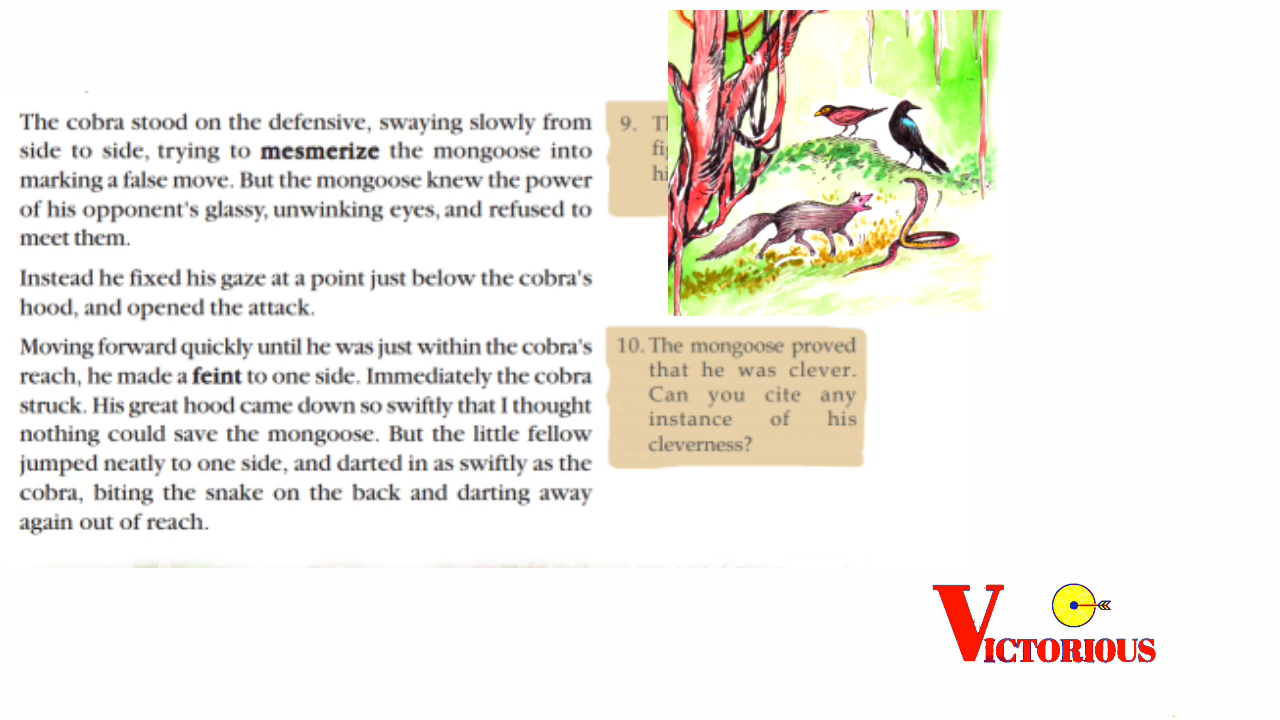 The cobra stood on the defensive, swaying slowly from
side to side, trying to mesmerize the mongoose into
marking a false move. But the mongoose knew the power
of his opponent's glassy, unwinking eyes, and refused to
meet them.
Instead he fixed his gaze at a point just below the cobra's
hood, and opened the attack.
Moving forward quickly until he was just within the cobra's
reach, he made a feint to one side. Immediately the cobra
struck. His great hood came down so swiftly that I thought
nothing could save the mongoose. But the little fellow
jumped neatly to one side, and darted in as swiftly as the
cobra, biting the snake on the back and darting away
again out of reach.
9.
10. The mongoose proved
that he was clever.
Can you cite any
instance of his
cleverness?
VICTORIOUS